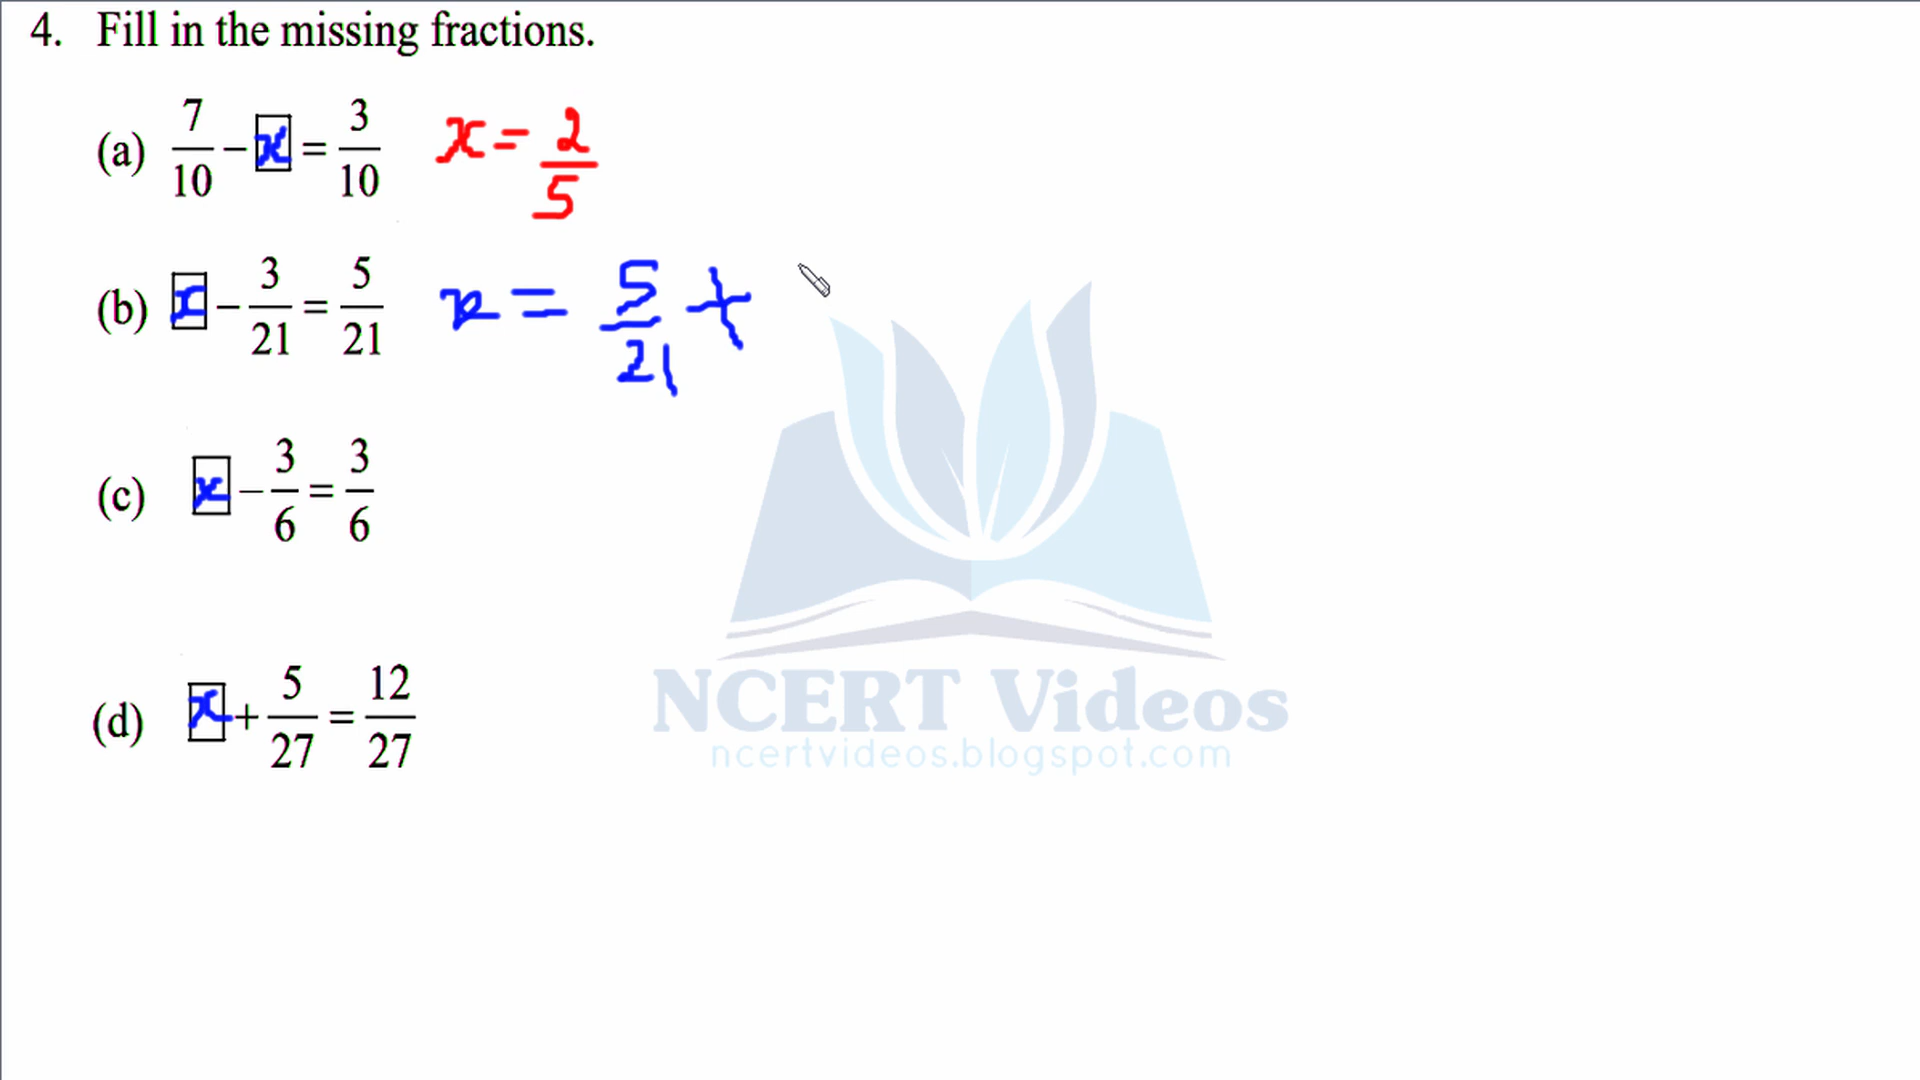 4. Fill in the missing fractions.
(a) 7/10 − x = 3/10 x = 2/5
(b) x − 3/21 = 5/21 x = 5/21 +
(c) x − 3/6 = 3/6
(d) x + 5/27 = 12/27
NCERT Videos
ncertvideos.blogspot.com